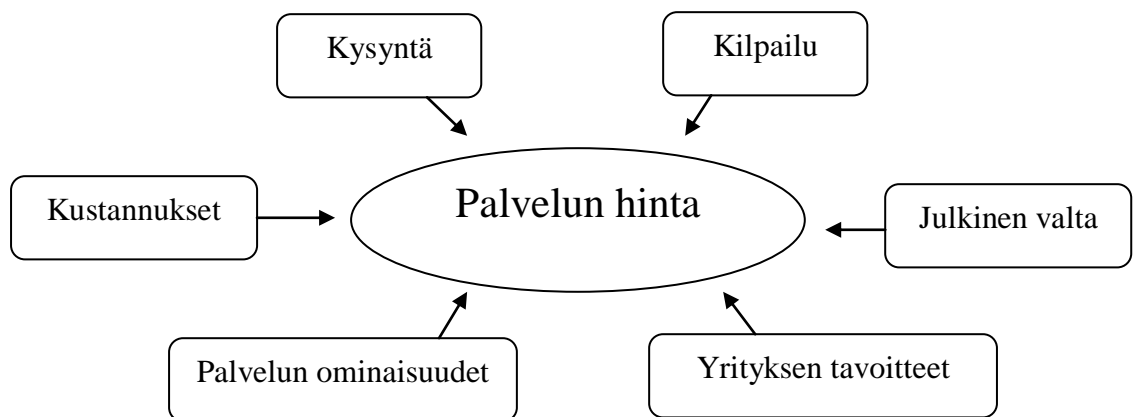 Kysyntä
Kilpailu
Palvelun hinta
Kustannukset
Julkinen valta
Palvelun ominaisuudet
Yrityksen tavoitteet